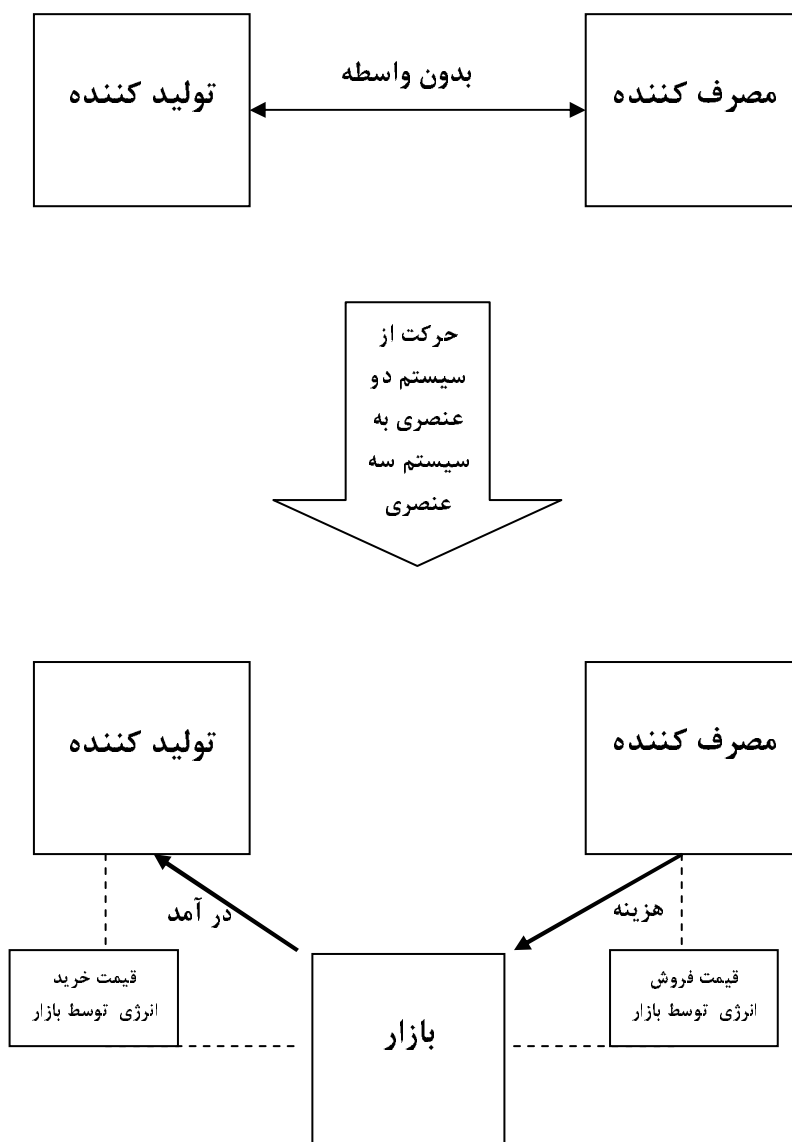 مصرف کننده
بدون واسطه
تولید کننده
حرکت از
سیستم دو
عنصری به
سیستم سه
عنصری
مصرف کننده
تولید کننده
هزینه
در آمد
قیمت فروش
انرژی توسط بازار
قیمت خرید
انرژی توسط بازار
بازار